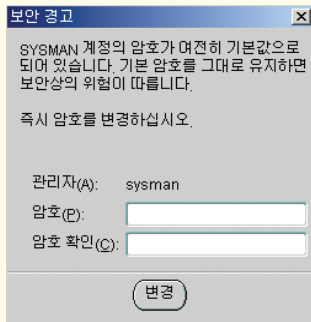 보안 경고
SYSMAN 계정의 암호가 여전히 기본값으로
되어 있습니다. 기본 암호를 그대로 유지하면
보안상의 위험이 따릅니다.
즉시 암호를 변경하십시오.
관리자(A): sysman
암호(P):
암호 확인(C):
변경